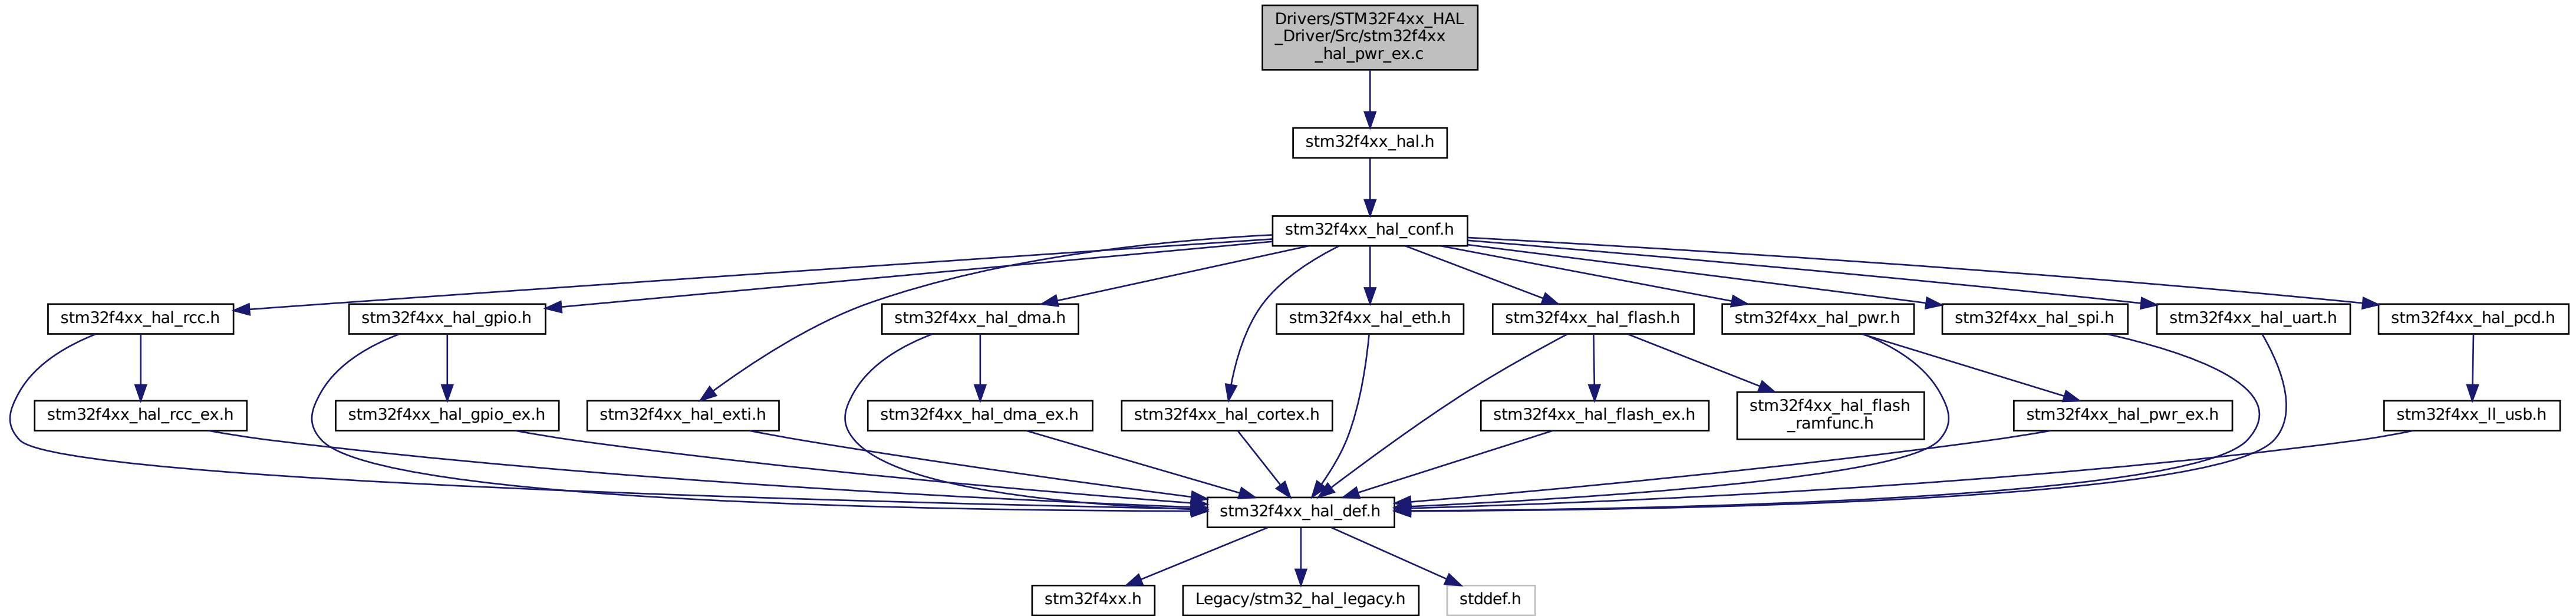 Drivers/STM32F4xx_HAL
_Driver/Src/stm32f4xx
_hal_pwr_ex.c
stm32f4xx_hal.h
stm32f4xx_hal_conf.h
stm32f4xx_hal_rcc.h
stm32f4xx_hal_gpio.h
stm32f4xx_hal_dma.h
stm32f4xx_hal_eth.h
stm32f4xx_hal_flash.h
stm32f4xx_hal_pwr.h
stm32f4xx_hal_spi.h
stm32f4xx_hal_uart.h
stm32f4xx_hal_pcd.h
stm32f4xx_hal_rcc_ex.h
stm32f4xx_hal_gpio_ex.h
stm32f4xx_hal_exti.h
stm32f4xx_hal_dma_ex.h
stm32f4xx_hal_cortex.h
stm32f4xx_hal_flash_ex.h
stm32f4xx_hal_flash
_ramfunc.h
stm32f4xx_hal_pwr_ex.h
stm32f4xx_ll_usb.h
stm32f4xx_hal_def.h
stm32f4xx.h
Legacy/stm32_hal_legacy.h
stddef.h